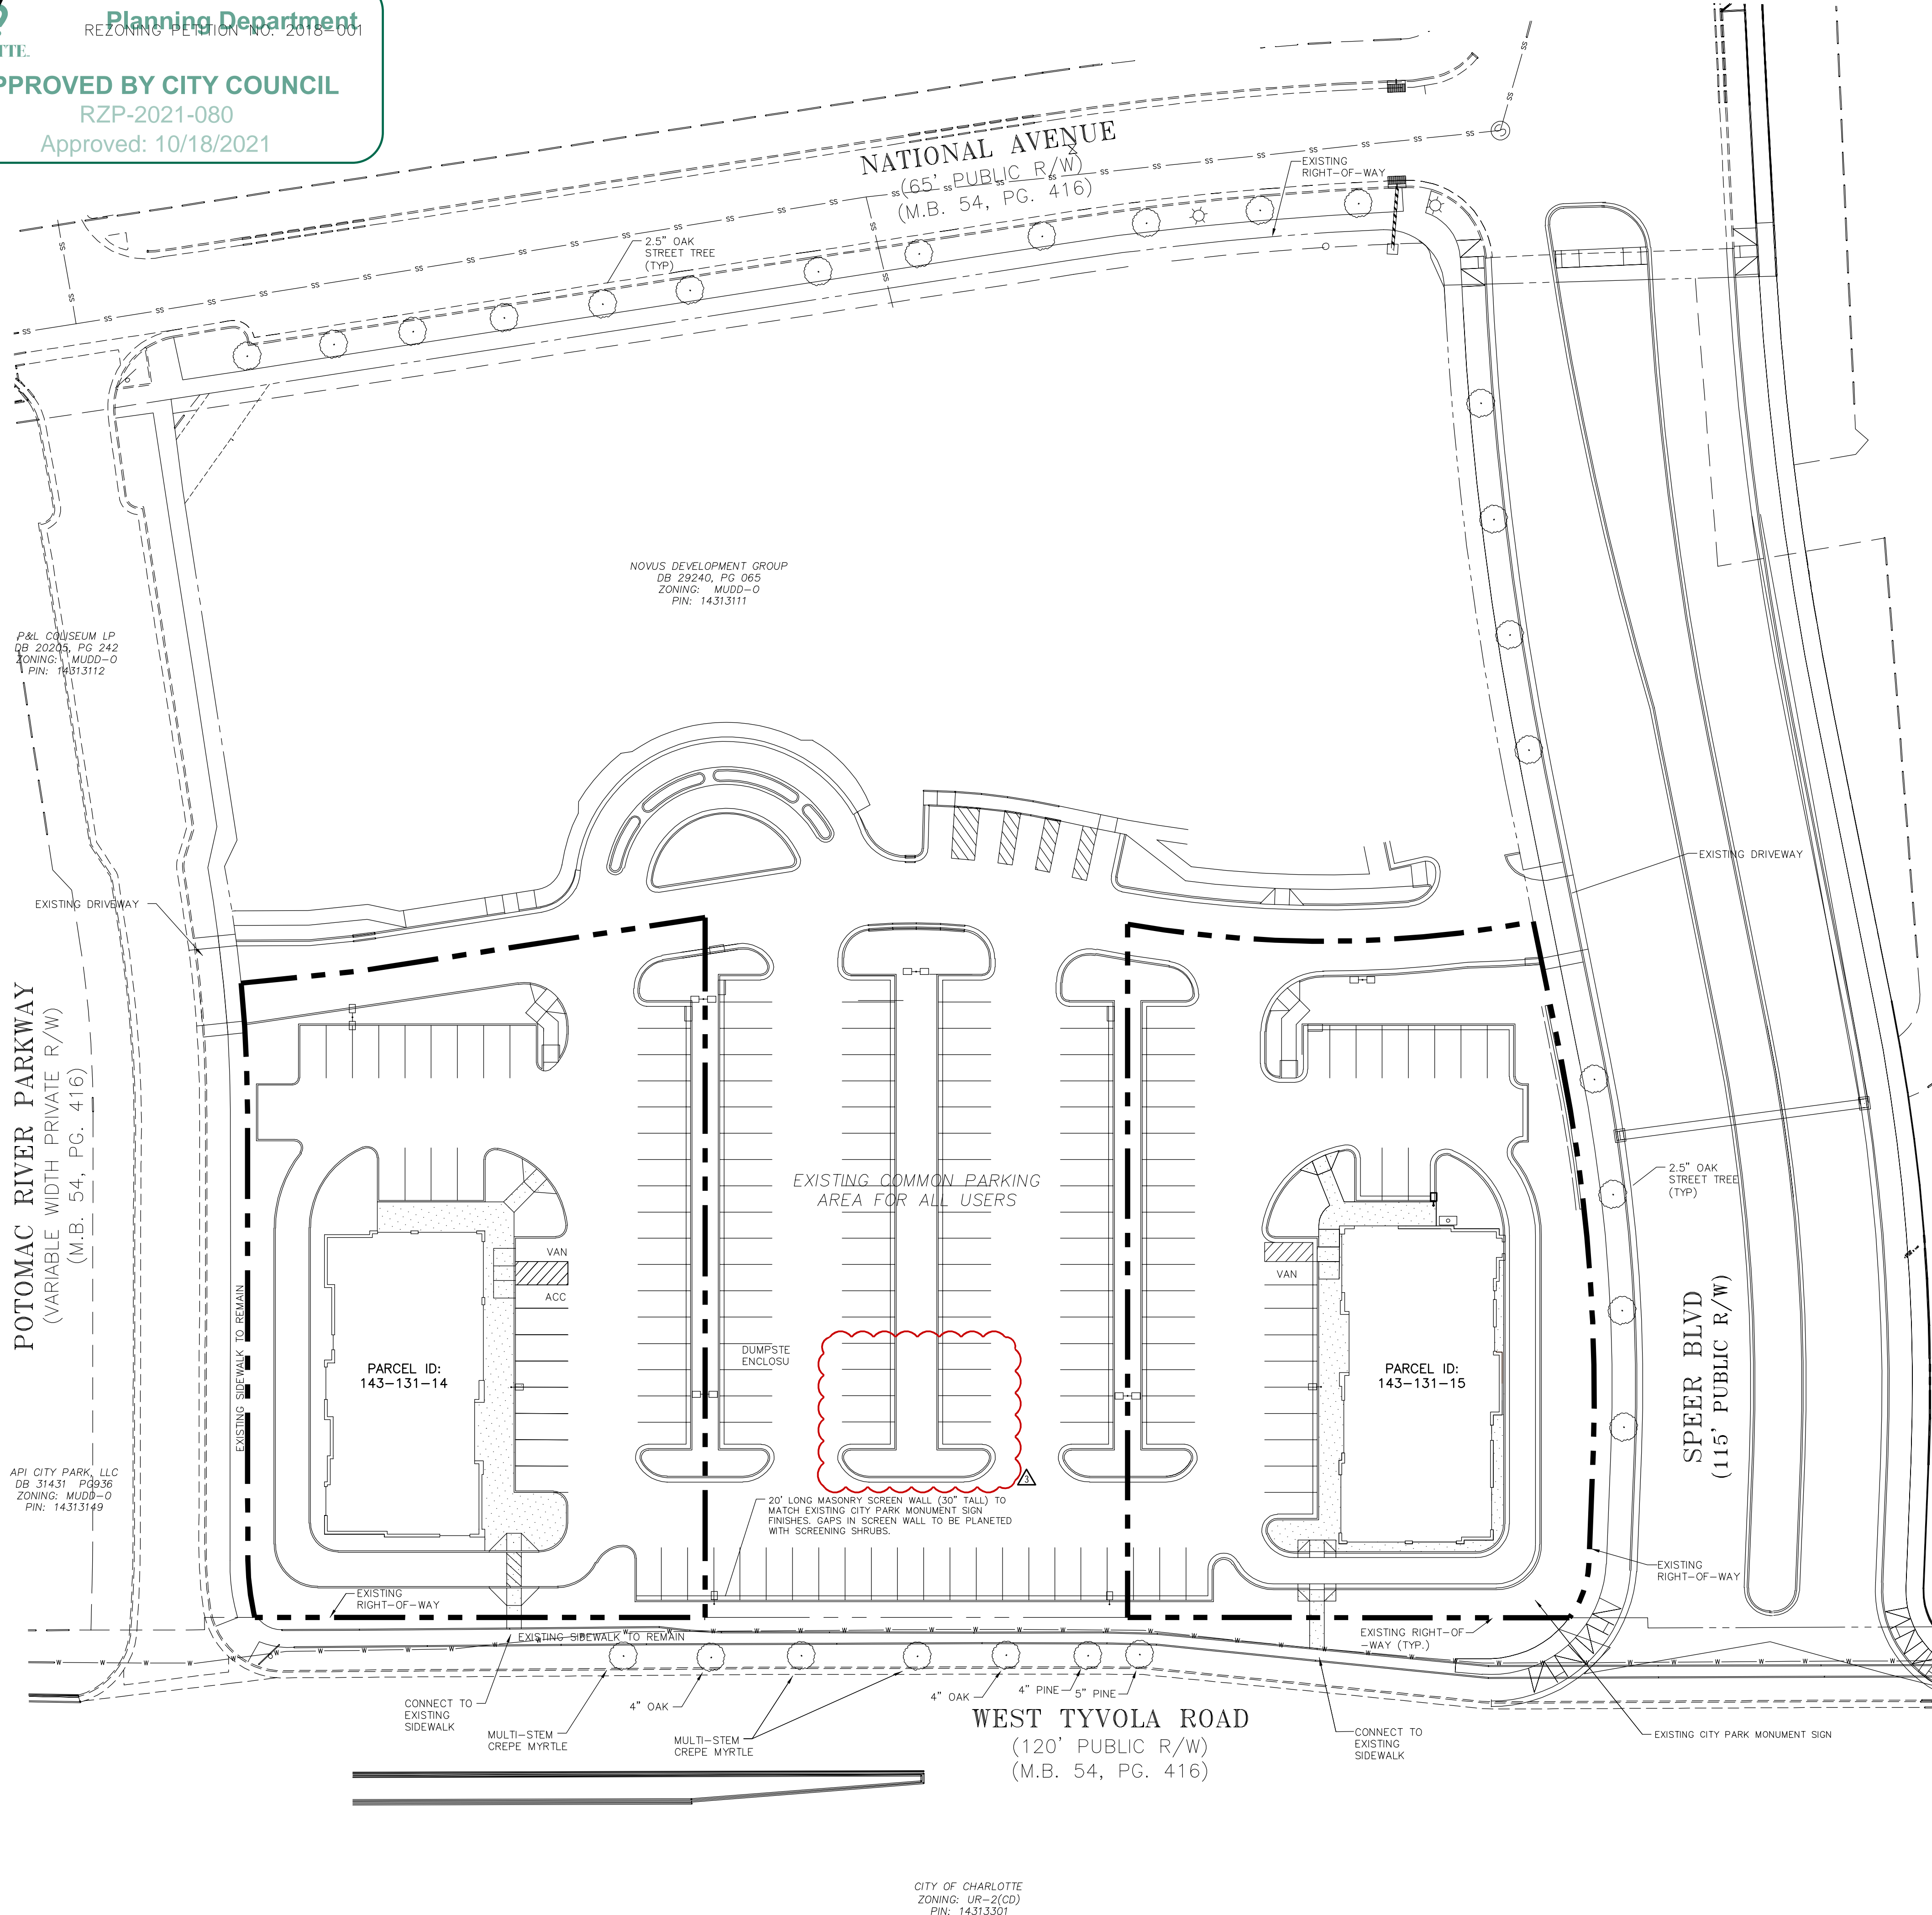 Planning Department
REZONING PETITION NO. 2018-001
TTE.
PPROVED BY CITY COUNCIL
RZP-2021-080
Approved: 10/18/2021
NATIONAL AVENUE
(65' PUBLIC R/W)
(M.B. 54, PG. 416)
EXISTING
RIGHT-OF-WAY
2.5" OAK
STREET TREE
(TYP)
NOVUS DEVELOPMENT GROUP
DB 29240, PG 065
ZONING: MUDD-O
PIN: 14313111
P&L COLISEUM LP
DB 20205, PG 242
ZONING: MUDD-O
PIN: 14313112
EXISTING DRIVEWAY
EXISTING DRIVEWAY
POTOMAC RIVER PARKWAY
(VARIABLE WIDTH PRIVATE R/W)
(M.B. 54, PG. 416)
EXISTING COMMON PARKING
AREA FOR ALL USERS
2.5" OAK
STREET TREE
(TYP)
VAN
ACC
VAN
EXISTING SIDEWALK TO REMAIN
DUMPSTE
ENCLOSU
PARCEL ID:
143-131-14
PARCEL ID:
143-131-15
SPEER BLVD
(115' PUBLIC R/W)
API CITY PARK, LLC
DB 31431 PG936
ZONING: MUDD-O
PIN: 14313149
3
20' LONG MASONRY SCREEN WALL (30" TALL) TO
MATCH EXISTING CITY PARK MONUMENT SIGN
FINISHES. GAPS IN SCREEN WALL TO BE PLANETED
WITH SCREENING SHRUBS.
EXISTING
RIGHT-OF-WAY
EXISTING
RIGHT-OF-WAY
EXISTING SIDEWALK TO REMAIN
EXISTING RIGHT-OF
-WAY (TYP.)
CONNECT TO
EXISTING
SIDEWALK
MULTI-STEM
CREPE MYRTLE
4" OAK
MULTI-STEM
CREPE MYRTLE
4" OAK
4" PINE
5" PINE
WEST TYVOLA ROAD
(120' PUBLIC R/W)
(M.B. 54, PG. 416)
CONNECT TO
EXISTING
SIDEWALK
EXISTING CITY PARK MONUMENT SIGN
CITY OF CHARLOTTE
ZONING: UR-2(CD)
PIN: 14313301